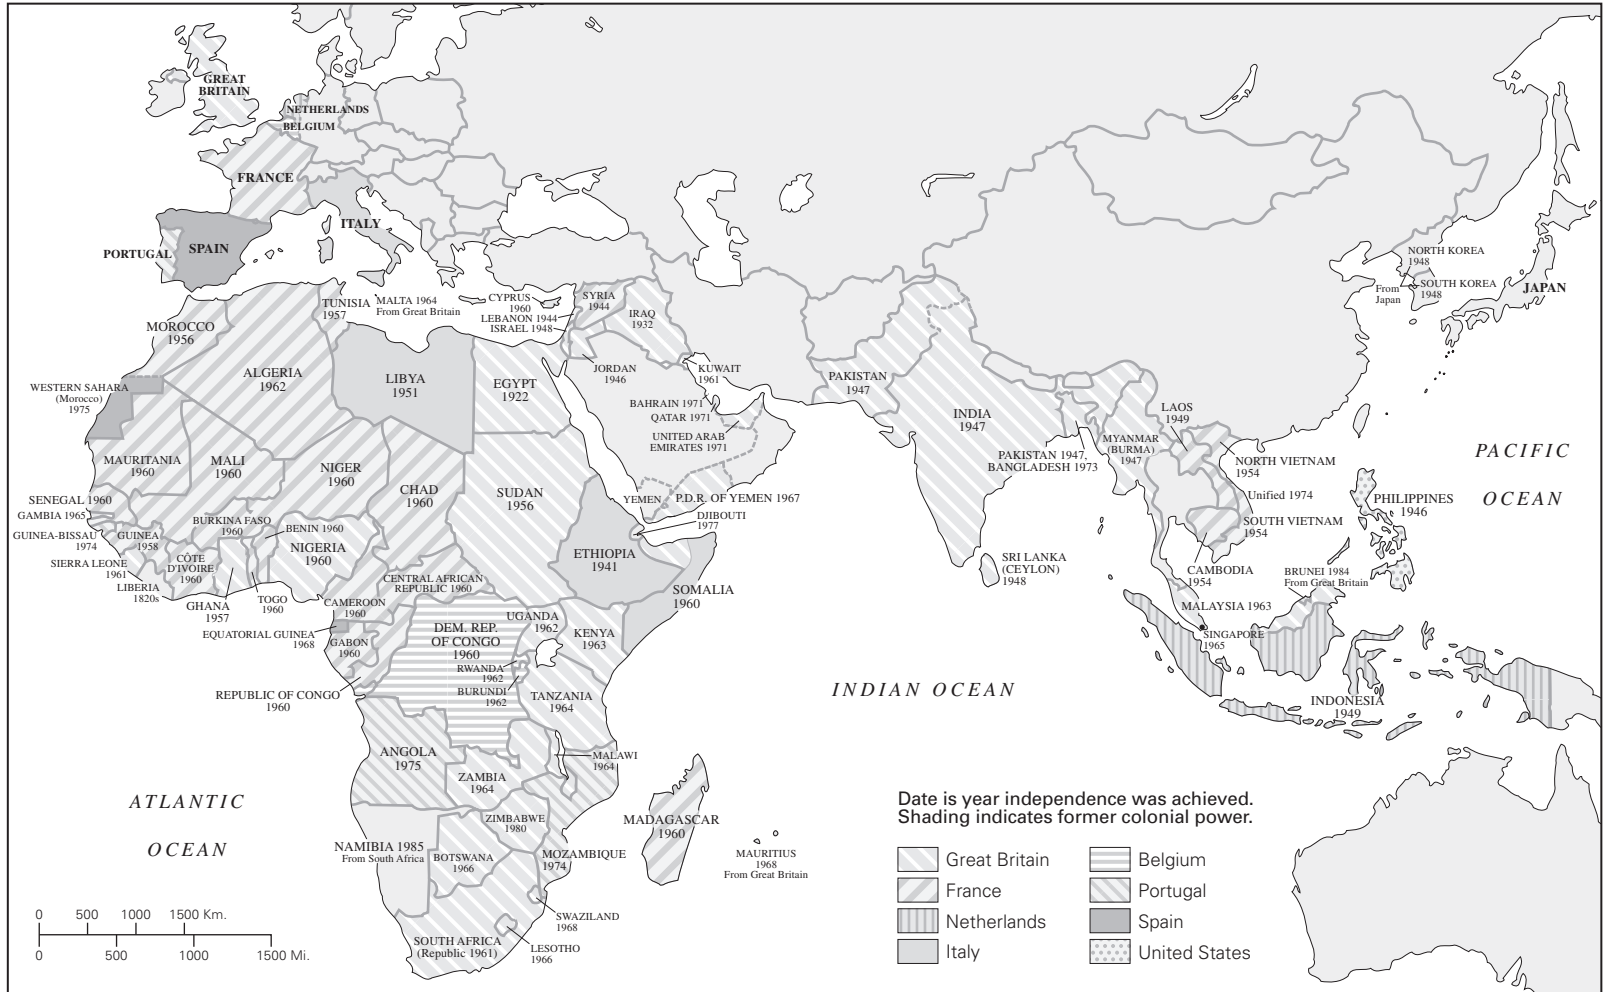 GREAT
BRITAIN
NETHERLANDS
BELGIUM
FRANCE
ITALY
PORTUGAL
SPAIN
NORTH KOREA
1948
SOUTH KOREA
1948
From
Japan
JAPAN
TUNISIA
1957
MALTA 1964
From Great Britain
CYPRUS
1960
LEBANON 1944
ISRAEL 1948
SYRIA
1944
IRAQ
1932
MOROCCO
1956
ALGERIA
1962
LIBYA
1951
EGYPT
1922
JORDAN
1946
KUWAIT
1961
BAHRAIN 1971
QATAR 1971
UNITED ARAB
EMIRATES 1971
PAKISTAN
1947
INDIA
1947
PAKISTAN 1947,
BANGLADESH 1973
MYANMAR
(BURMA)
1947
LAOS
1949
NORTH VIETNAM
1954
Unified 1974
SOUTH VIETNAM
1954
CAMBODIA
1954
PACIFIC
OCEAN
PHILIPPINES
1946
WESTERN SAHARA
(Morocco)
1975
MAURITANIA
1960
MALI
1960
NIGER
1960
CHAD
1960
SUDAN
1956
YEMEN
P.D.R. OF YEMEN 1967
DJIBOUTI
1977
SENEGAL 1960
GAMBIA 1965
GUINEA-BISSAU
1974
GUINEA
1958
SIERRA LEONE
1961
LIBERIA
1820s
CÔTE
D'IVOIRE
1960
BURKINA FASO
1960
BENIN 1960
NIGERIA
1960
GHANA
1957
TOGO
1960
CENTRAL AFRICAN
REPUBLIC 1960
CAMEROON
1960
EQUATORIAL GUINEA
1968
GABON
1960
REPUBLIC OF CONGO
1960
ETHIOPIA
1941
SOMALIA
1960
DEM. REP.
OF CONGO
1960
UGANDA
1962
KENYA
1963
RWANDA
1962
BURUNDI
1962
TANZANIA
1964
SRI LANKA
(CEYLON)
1948
BRUNEI 1984
From Great Britain
MALAYSIA 1963
SINGAPORE
1965
INDONESIA
1949
INDIAN OCEAN
ANGOLA
1975
ZAMBIA
1964
MALAWI
1964
ZIMBABWE
1980
MADAGASCAR
1960
MAURITIUS
1968
From Great Britain
NAMIBIA 1985
From South Africa
BOTSWANA
1966
MOZAMBIQUE
1974
SWAZILAND
1968
LESOTHO
1966
SOUTH AFRICA
(Republic 1961)
ATLANTIC
OCEAN
0 500 1000 1500 Km.
0 500 1000 1500 Mi.
Date is year independence was achieved.
Shading indicates former colonial power.
Great Britain
France
Netherlands
Italy
Belgium
Portugal
Spain
United States